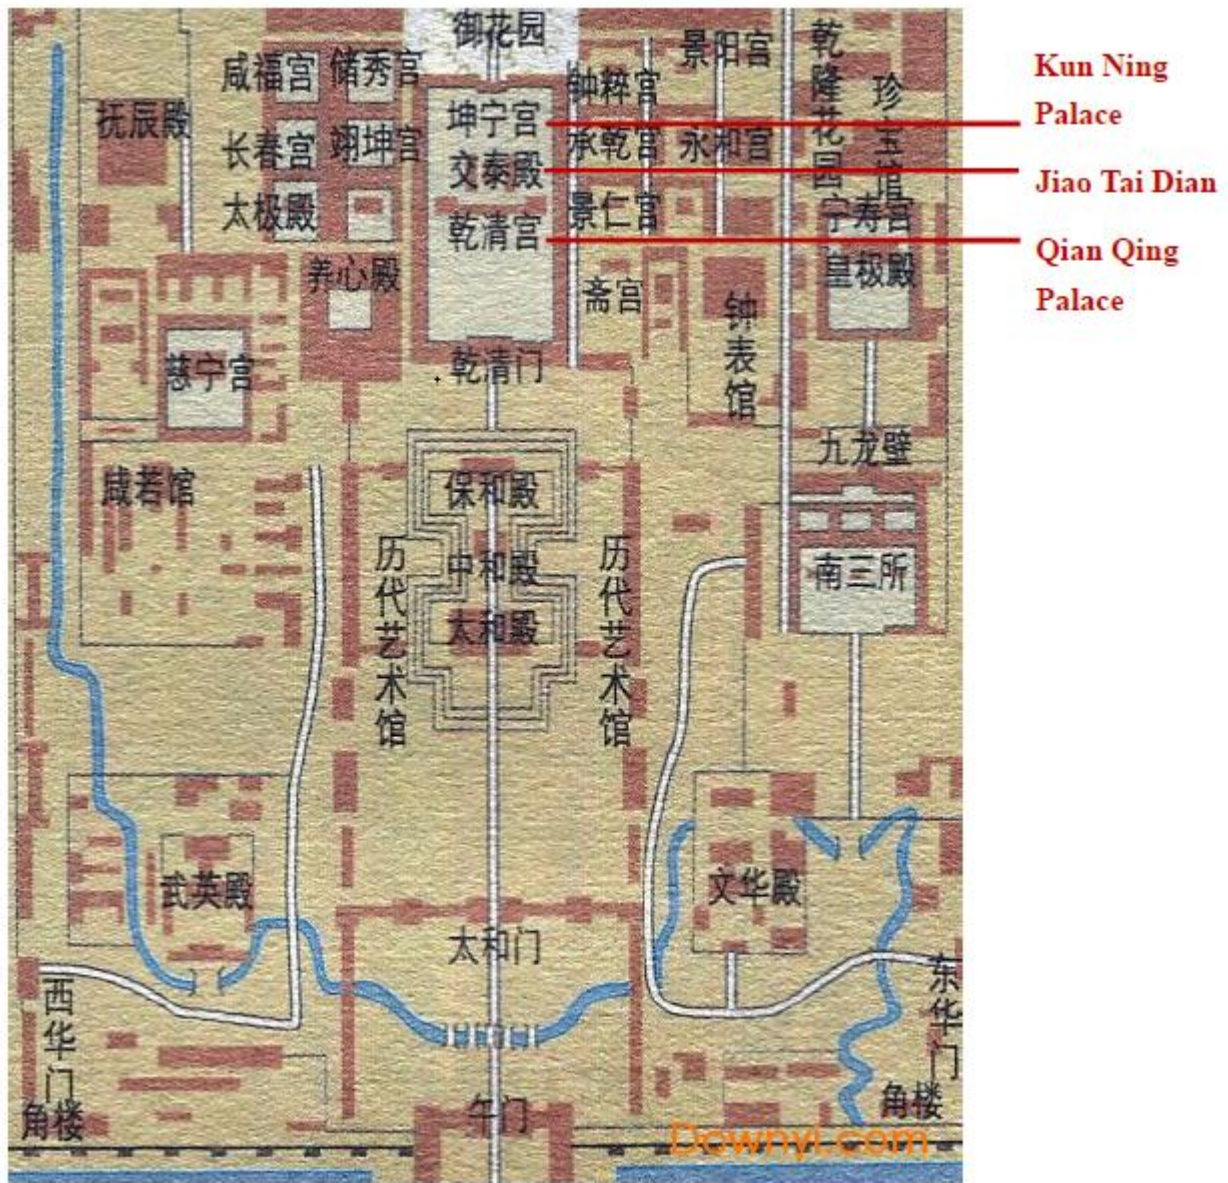 御花园
景阳宫
乾隆花园
咸福宫
储秀宫
钟粹宫
珍宝馆
抚辰殿
长春宫
翊坤宫
坤宁宫
承乾宫
永和宫
交泰殿
太极殿
景仁宫
宁寿宫
乾清宫
养心殿
斋宫
皇极殿
钟表馆
慈宁宫
乾清门
九龙壁
咸若馆
保和殿
历代艺术馆
中和殿
历代艺术馆
南三所
太和殿
武英殿
文华殿
太和门
西华门
东华门
角楼
午门
角楼
Downyi.com
Kun Ning
Palace
Jiao Tai Dian
Qian Qing
Palace